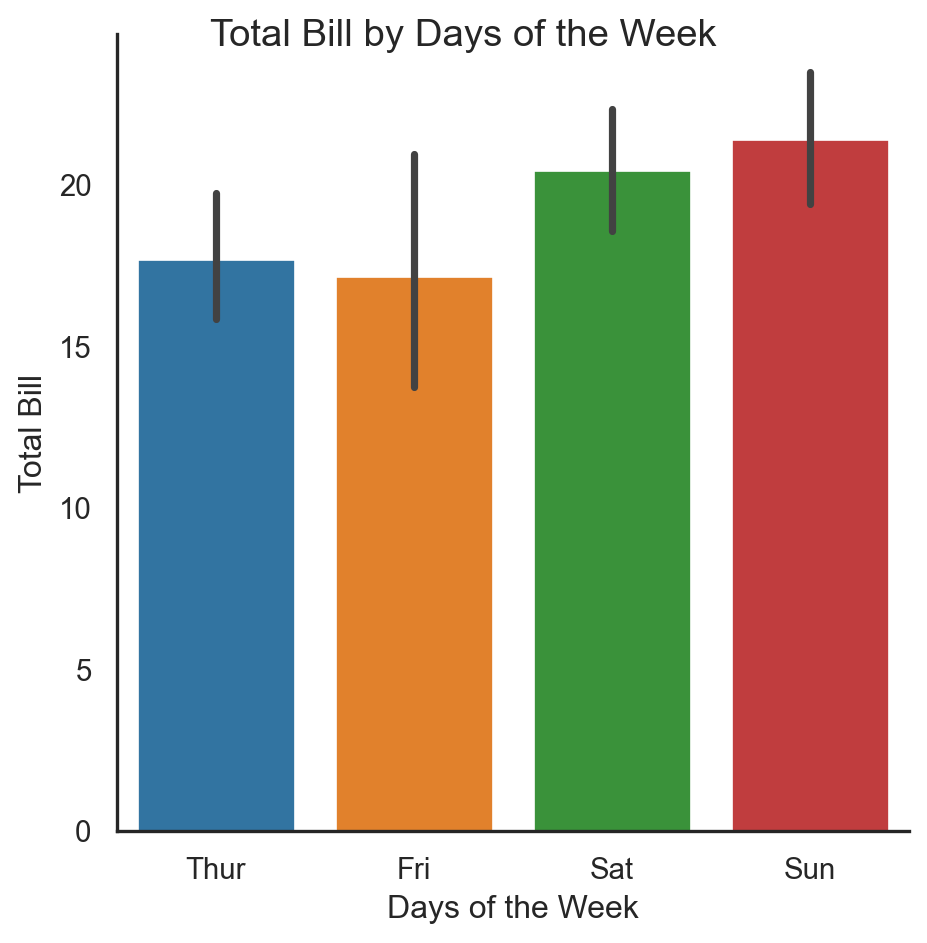 Total Bill by Days of the Week
20
15
10
5
0
Total Bill
Thur Fri Sat Sun
Days of the Week